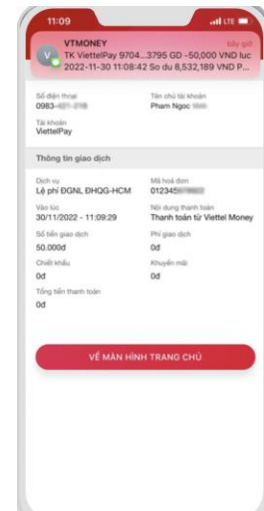 11:09 LTE
VTMONEY bây giờ
TK ViettelPay 9704...3795 GD -50,000 VND luc
2022-11-30 11:08:42 So du 8,532,189 VND P...
Số điện thoại Tên chủ tài khoản
0983- Pham Ngoc
Tài khoản
ViettelPay
Thông tin giao dịch
Dịch vụ Mã hoá đơn
Lệ phí ĐGNL ĐHQG-HCM 012345
Vào lúc Nội dung thanh toán
30/11/2022 - 11:09:29 Thanh toán từ Viettel Money
Số tiền giao dịch Phí giao dịch
50.000đ 0đ
Chiết khấu Khuyến mãi
0đ 0đ
Tổng tiền thanh toán
0đ
VỀ MÀN HÌNH TRANG CHỦ